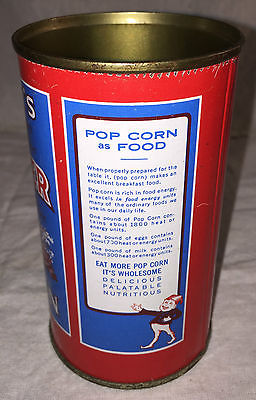 S
POP CORN
as FOOD
When properly prepared for the
table it, (pop corn) makes an
excellent breakfast food.
Pop corn is rich in food energy.
It excels in food energy units
many of the ordinary foods we
use in our daily life.
One pound of Pop Corn con-
tains about 1800 heat of
energy units.
One pound of eggs contains
about 730 heat or energy units.
One pound of milk contains
about 300 heat or energy units.
EAT MORE POP CORN
IT'S WHOLESOME
DELICIOUS
PALATABLE
NUTRITIOUS